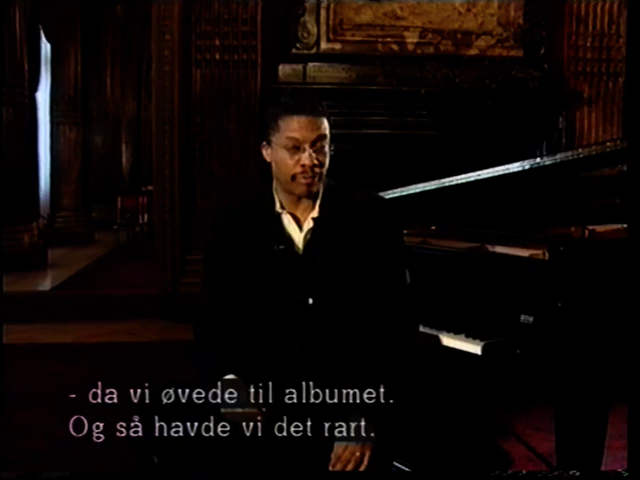 - da vi øvede til albumet.
Og så havde vi det rart.